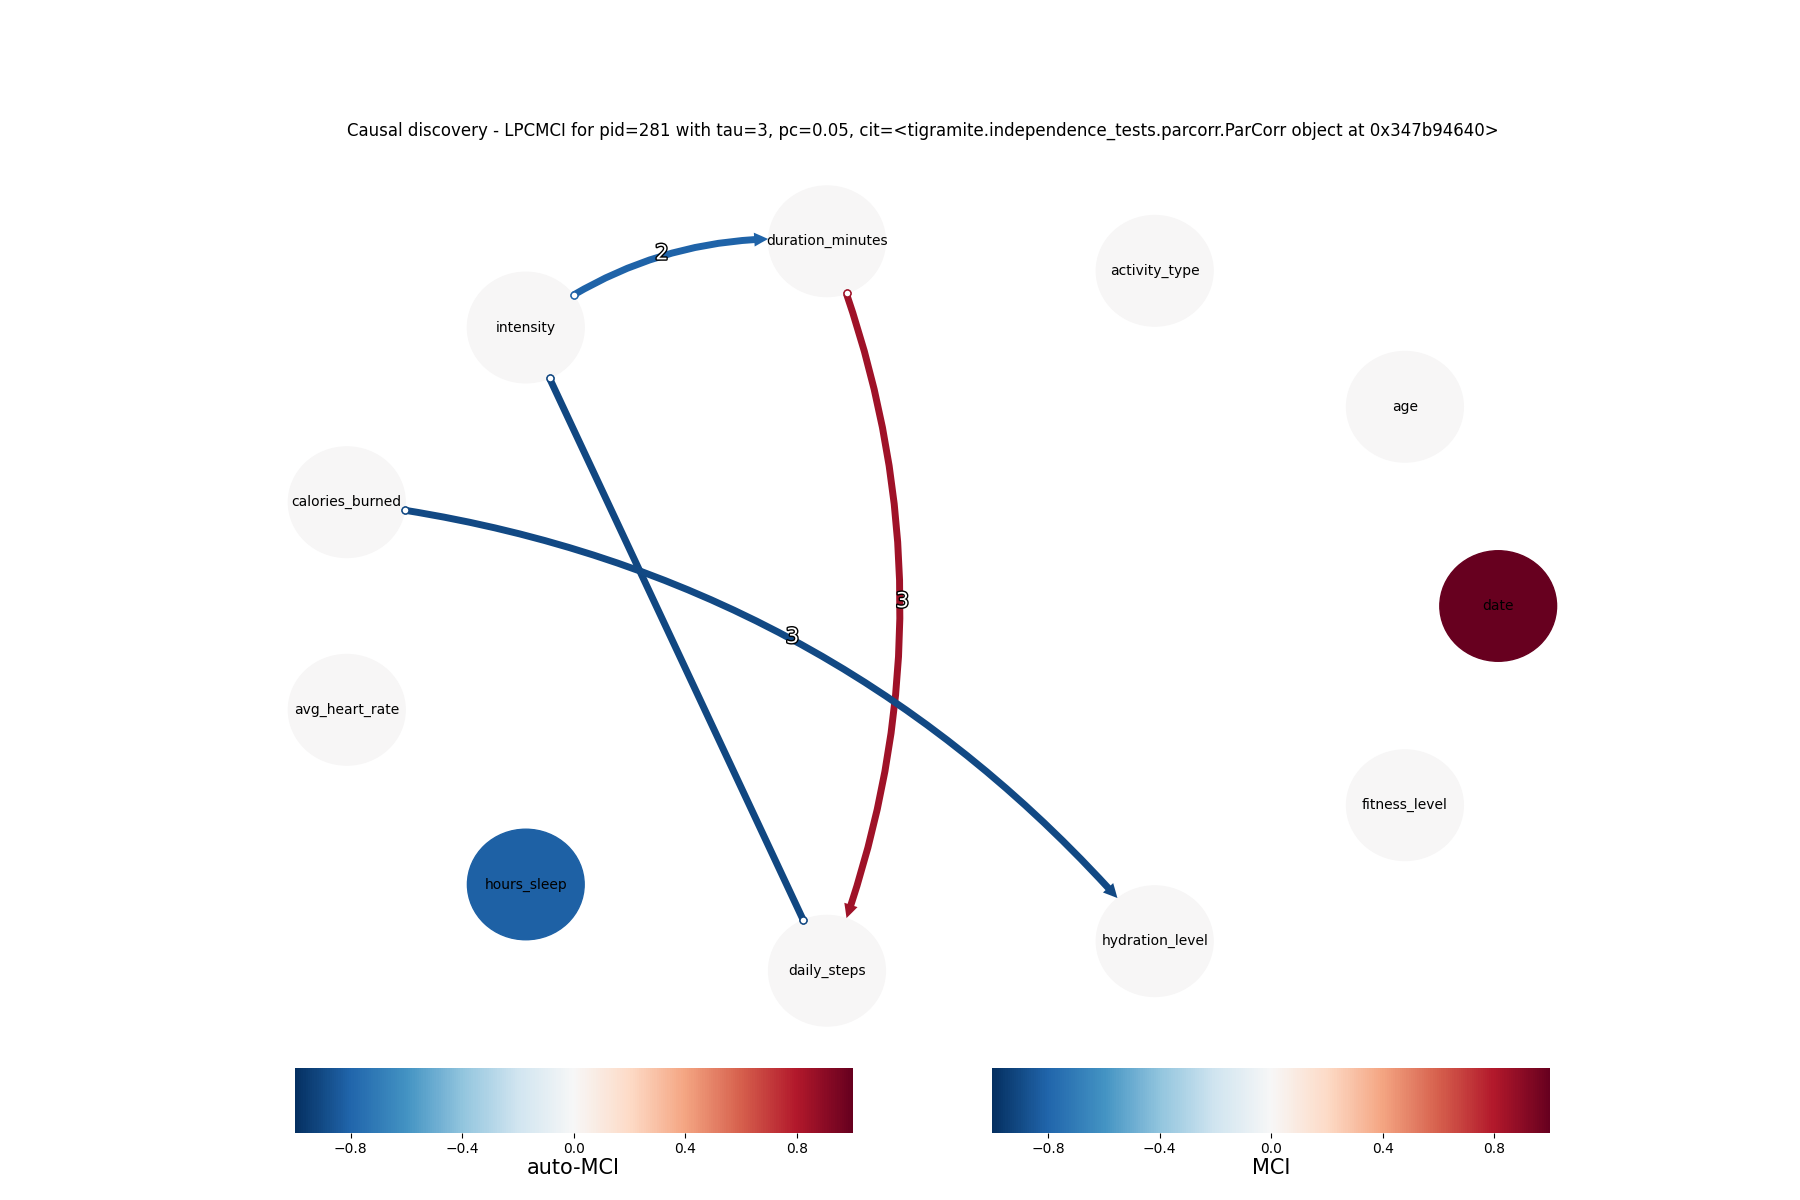 Causal discovery - LPCMCI for pid=281 with tau=3, pc=0.05, cit=<tigramite.independence_tests.parcorr.ParCorr object at 0x347b94640>
duration_minutes
2
activity_type
intensity
age
calories_burned
3
date
3
avg_heart_rate
fitness_level
hours_sleep
hydration_level
daily_steps
−0.8 −0.4 0.0 0.4 0.8
auto-MCI
−0.8 −0.4 0.0 0.4 0.8
MCI